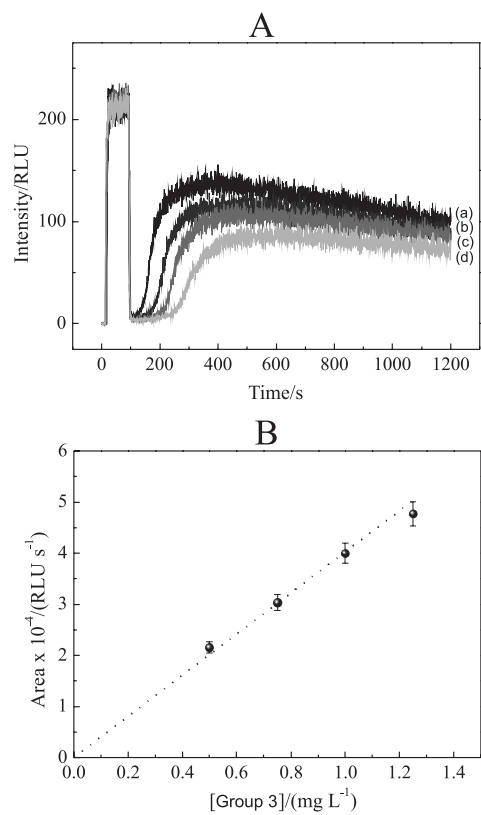 A
Intensity/RLU
200
100
0
(a)
(b)
(c)
(d)
0 200 400 600 800 1000 1200
Time/s
B
Area x 10⁻⁴/(RLU s⁻¹)
6
5
4
3
2
1
0
0.0 0.2 0.4 0.6 0.8 1.0 1.2 1.4
[Group 3]/(mg L⁻¹)